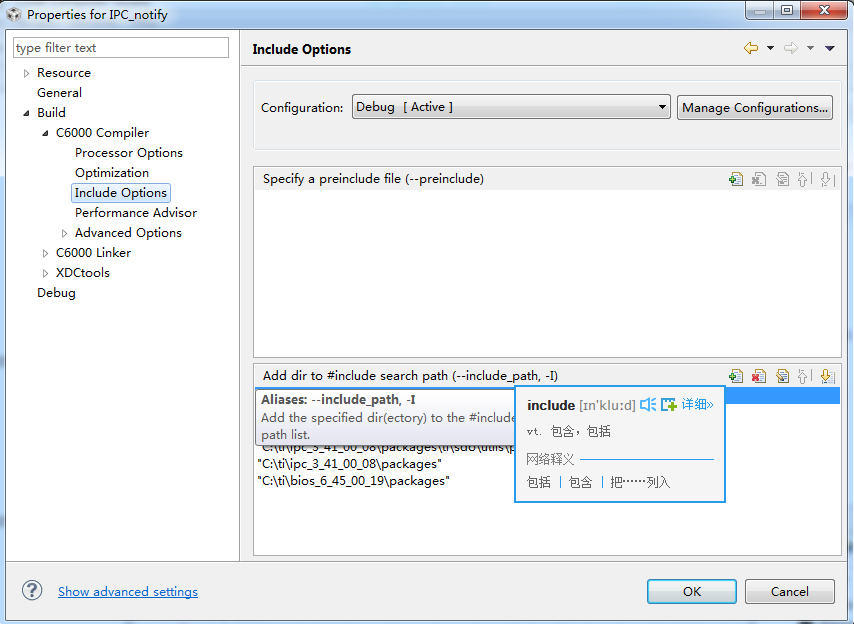 Properties for IPC_notify
type filter text
Resource
General
Build
C6000 Compiler
Processor Options
Optimization
Include Options
Performance Advisor
Advanced Options
C6000 Linker
XDCtools
Debug
Include Options
Configuration:
Debug [ Active ]
Manage Configurations...
Specify a preinclude file (--preinclude)
Add dir to #include search path (--include_path, -I)
Aliases: --include_path, -I
Add the specified dir(ectory) to the #include
path list.
"C:\ti\ipc_3_41_00_08\packages\ti\sdo\utils\
"C:\ti\ipc_3_41_00_08\packages"
"C:\ti\bios_6_45_00_19\packages"
include [ɪn'kluːd] 详细»
vt. 包含，包括
网络释义
包括 | 包含 | 把……列入
Show advanced settings
OK
Cancel